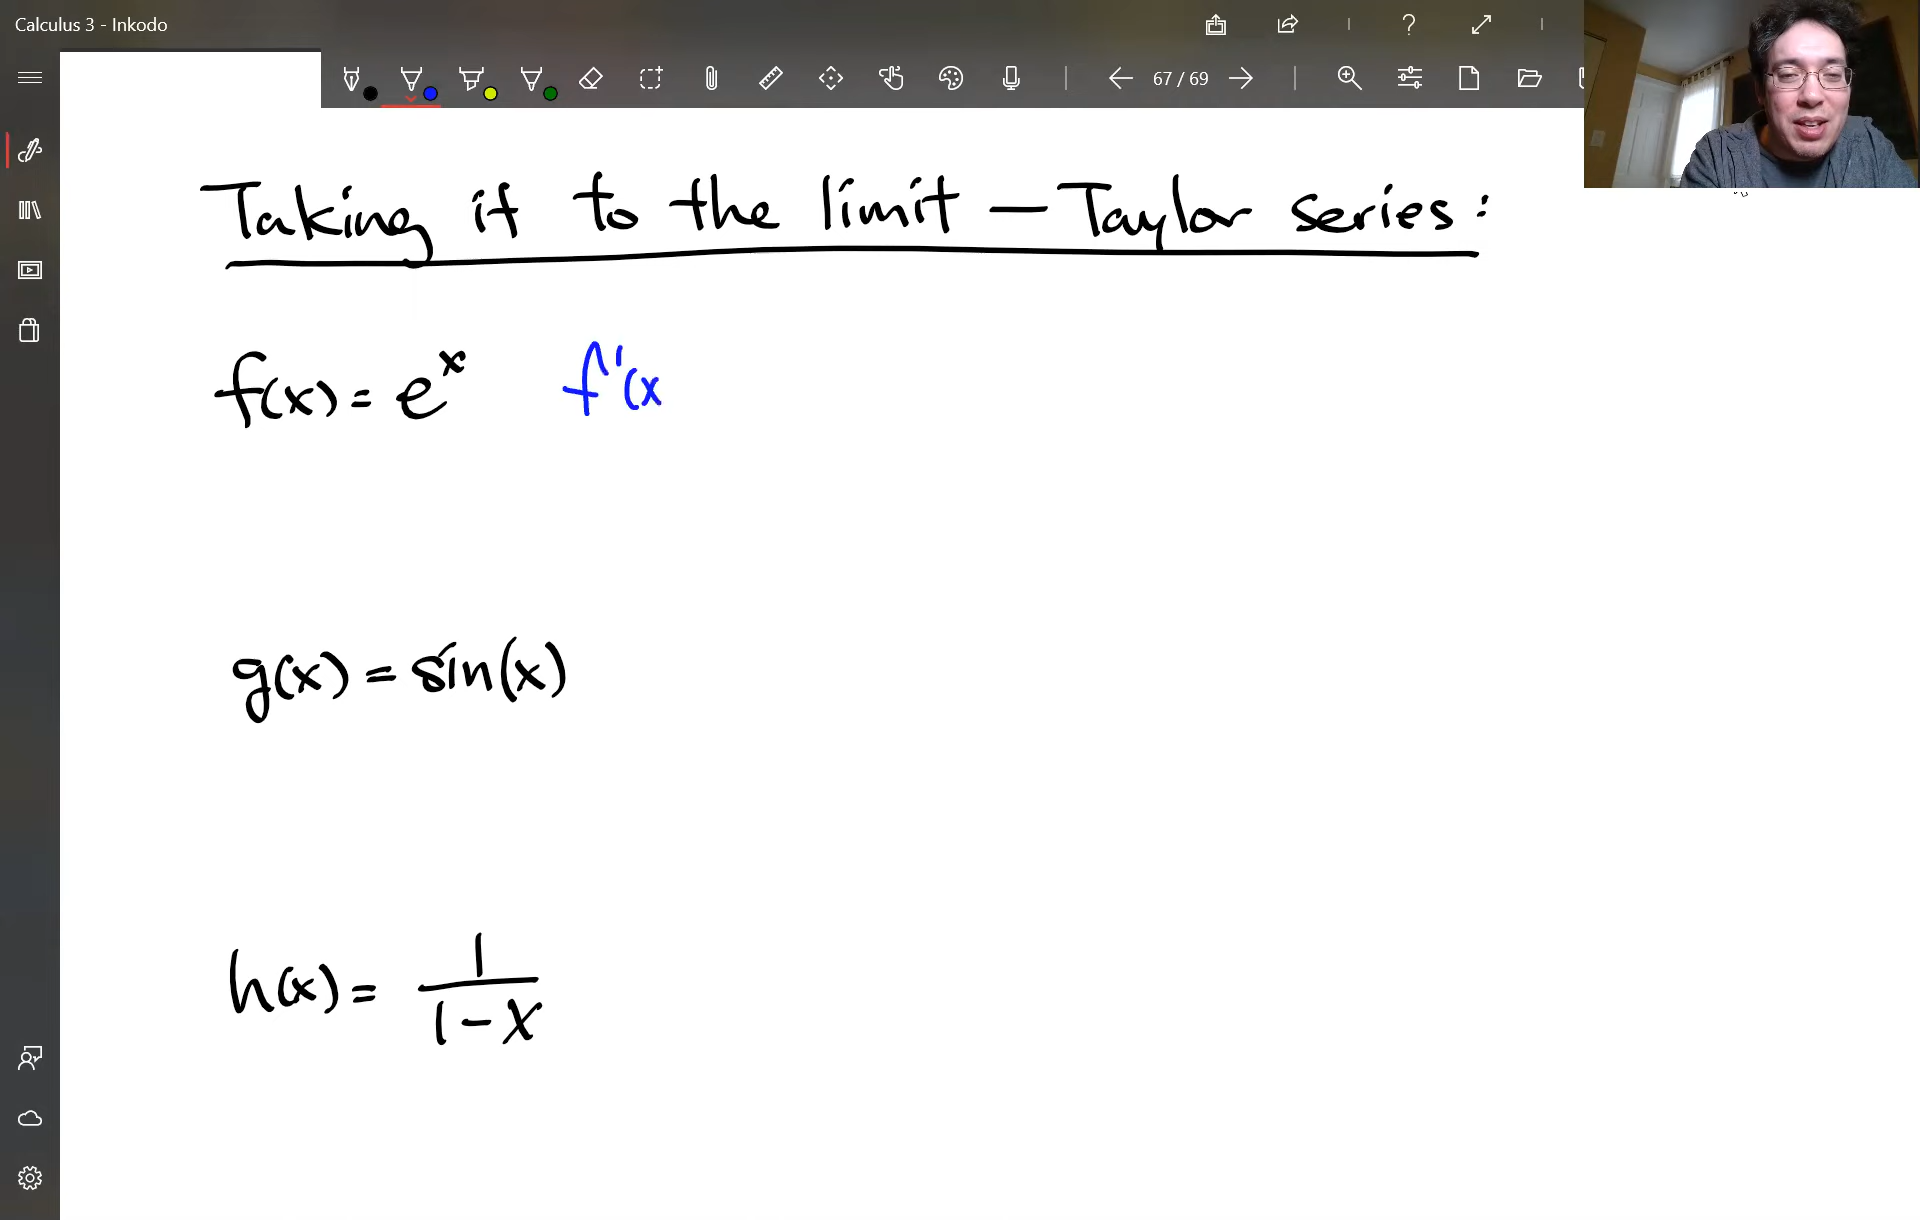 Calculus 3 - Inkodo
67 / 69
Taking it to the limit — Taylor series:
f(x) = e^x f'(x
g(x) = sin(x)
h(x) = 1/(1-x)